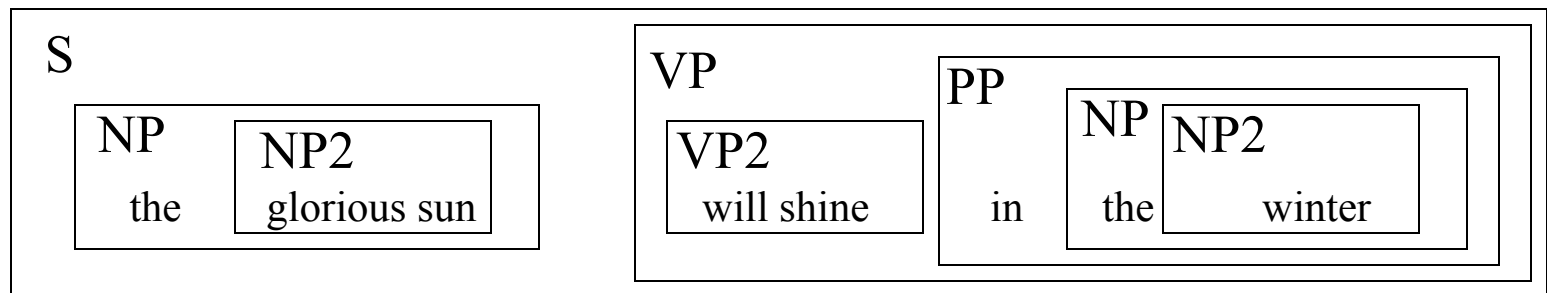 S
VP
PP
NP NP2
NP NP2
VP2
the glorious sun will shine in the winter